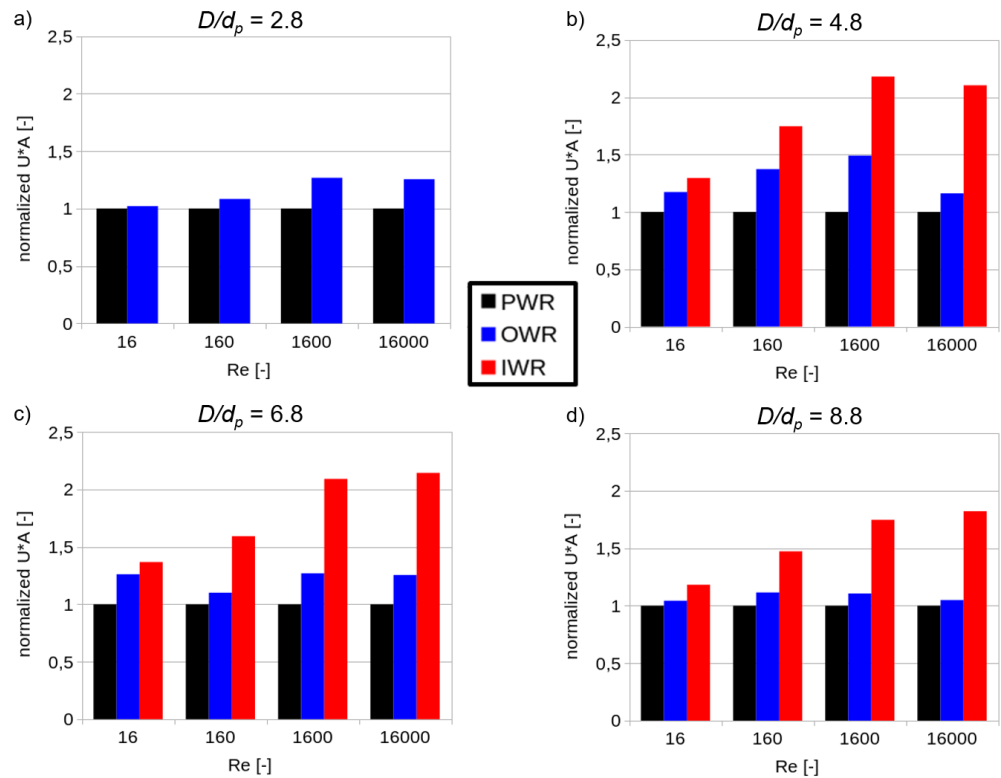 a)
D/dp = 2.8
2,5
2
1,5
1
0,5
0
normalized U*A [-]
16 160 1600 16000
Re [-]
b)
D/dp = 4.8
2,5
2
1,5
1
0,5
0
normalized U*A [-]
16 160 1600 16000
Re [-]
PWR
OWR
IWR
c)
D/dp = 6.8
2,5
2
1,5
1
0,5
0
normalized U*A [-]
16 160 1600 16000
Re [-]
d)
D/dp = 8.8
2,5
2
1,5
1
0,5
0
normalized U*A [-]
16 160 1600 16000
Re [-]